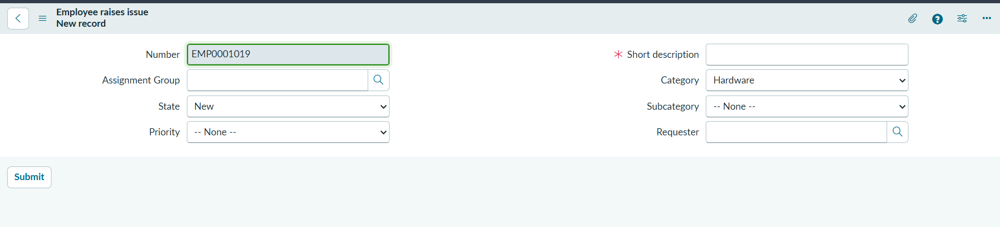 Employee raises issue
New record
Number EMP0001019
Assignment Group
State New
Priority -- None --
* Short description
Category Hardware
Subcategory -- None --
Requester
Submit